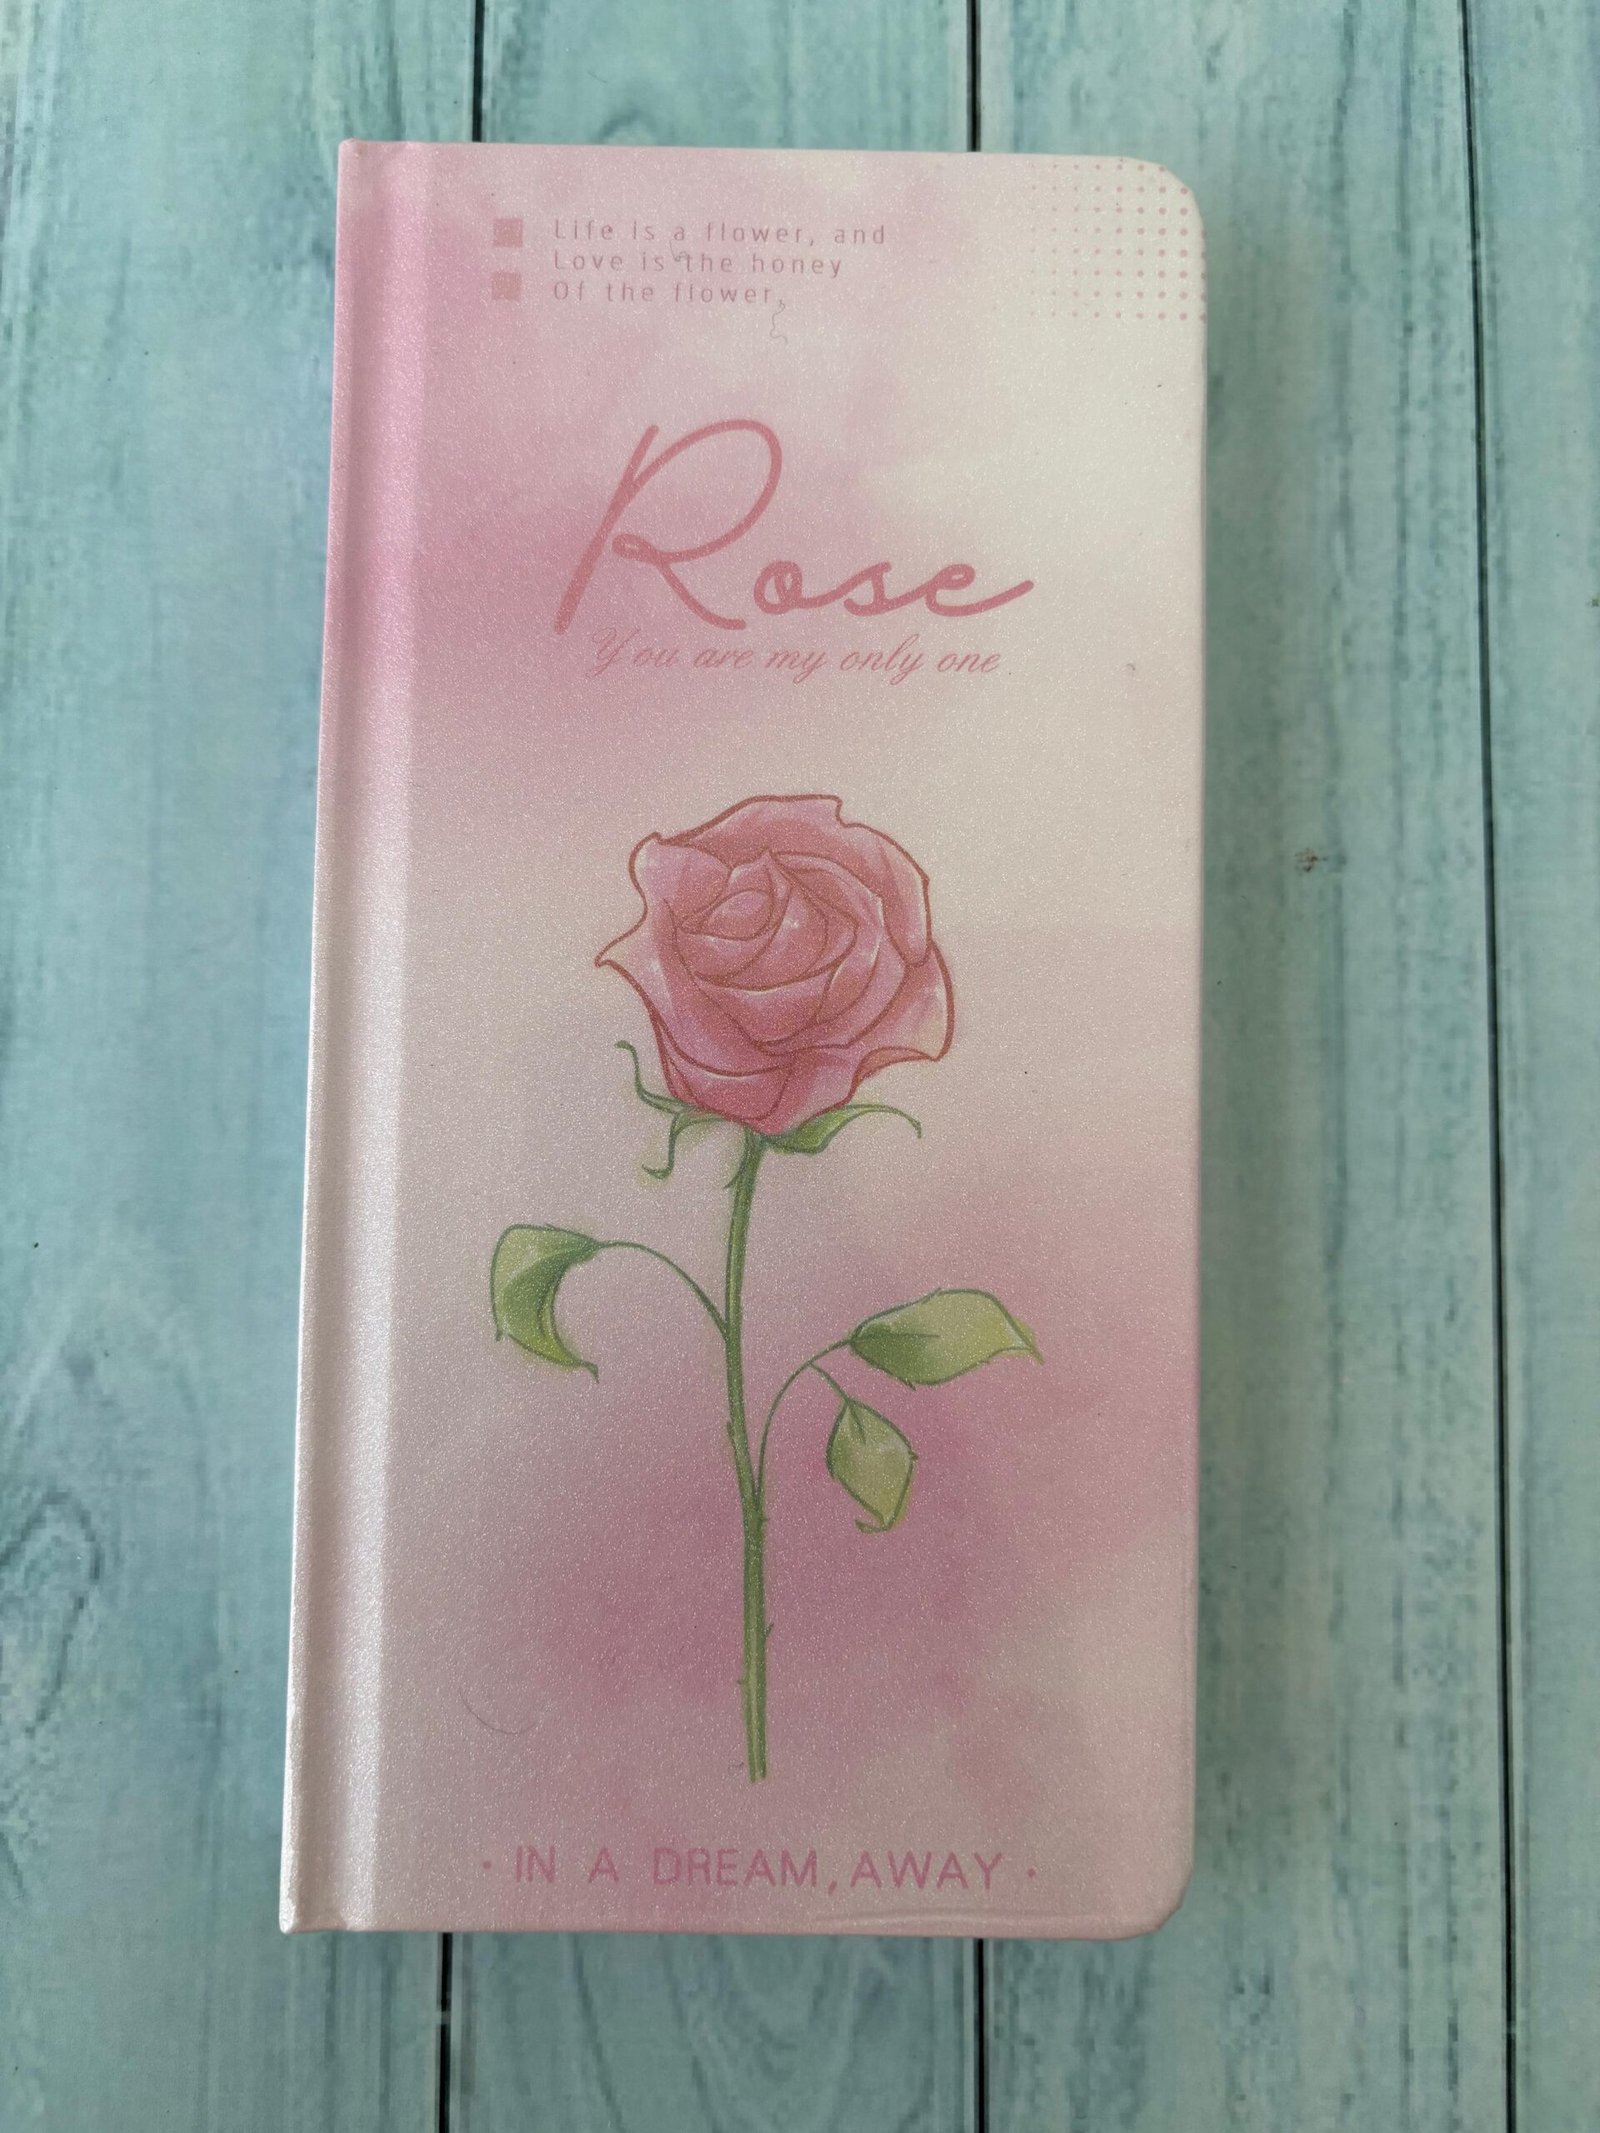 Life is a flower, and
Love is the honey
Of the flower.
Rose
You are my only one
· IN A DREAM, AWAY ·